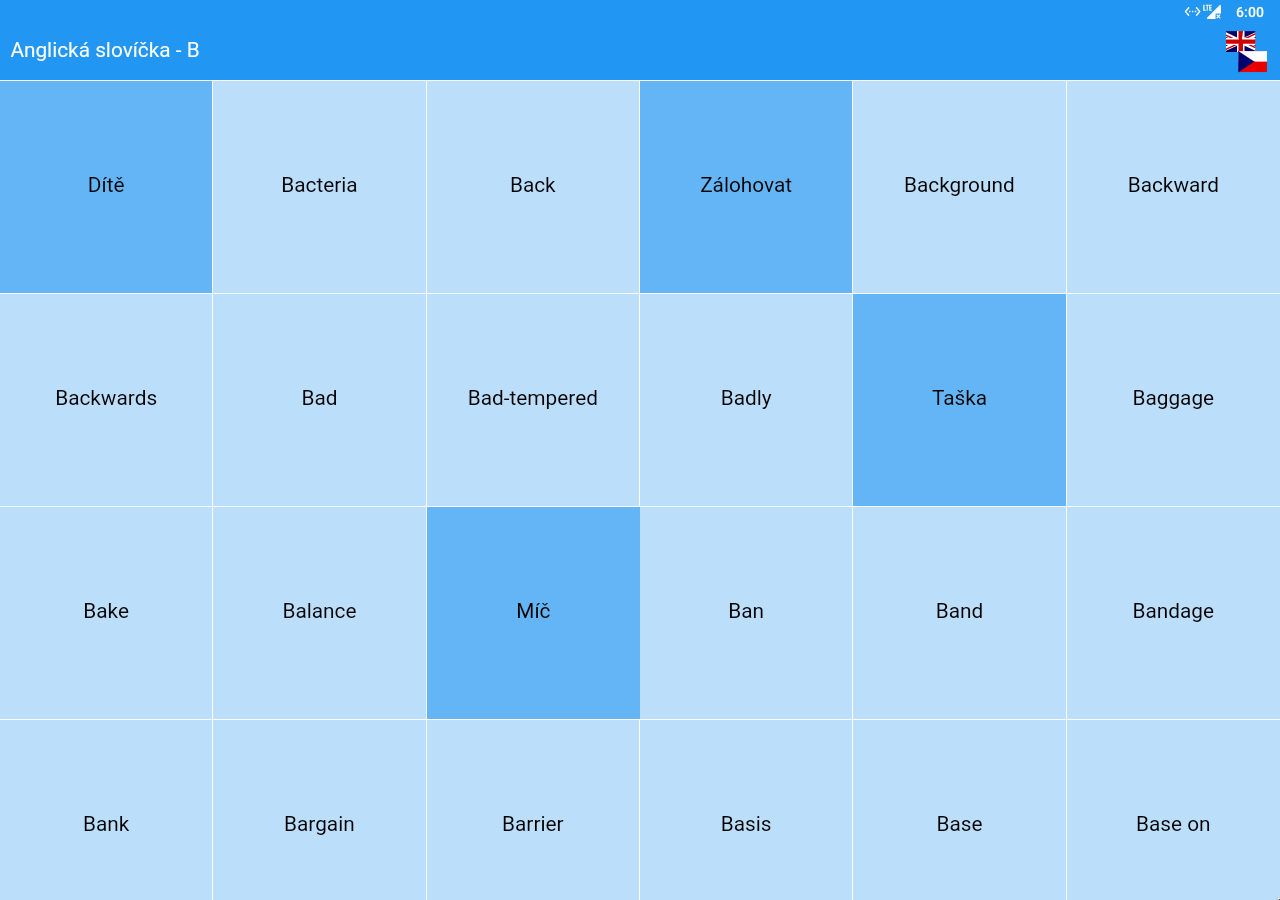 6:00
Anglická slovíčka - B
Dítě
Bacteria
Back
Zálohovat
Background
Backward
Backwards
Bad
Bad-tempered
Badly
Taška
Baggage
Bake
Balance
Míč
Ban
Band
Bandage
Bank
Bargain
Barrier
Basis
Base
Base on